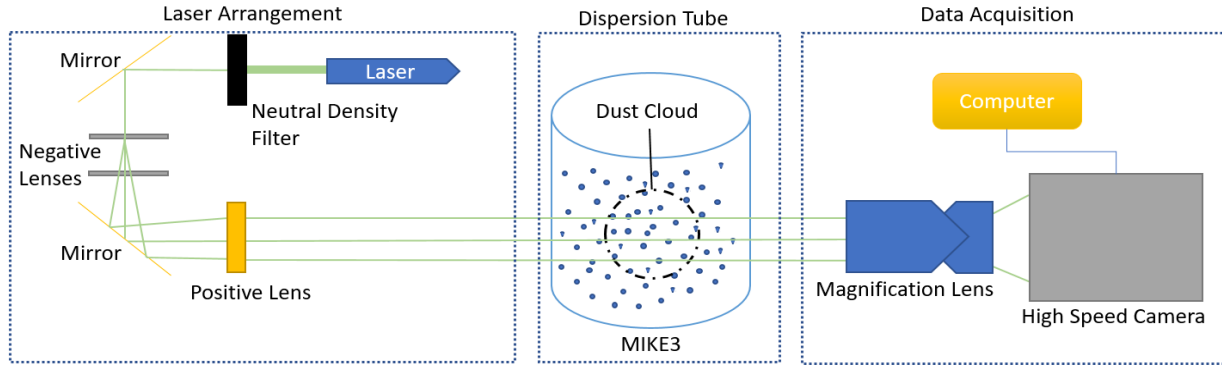 Laser Arrangement
Dispersion Tube
Data Acquisition
Mirror
Laser
Neutral Density
Filter
Negative
Lenses
Mirror
Positive Lens
Dust Cloud
MIKE3
Computer
Magnification Lens
High Speed Camera